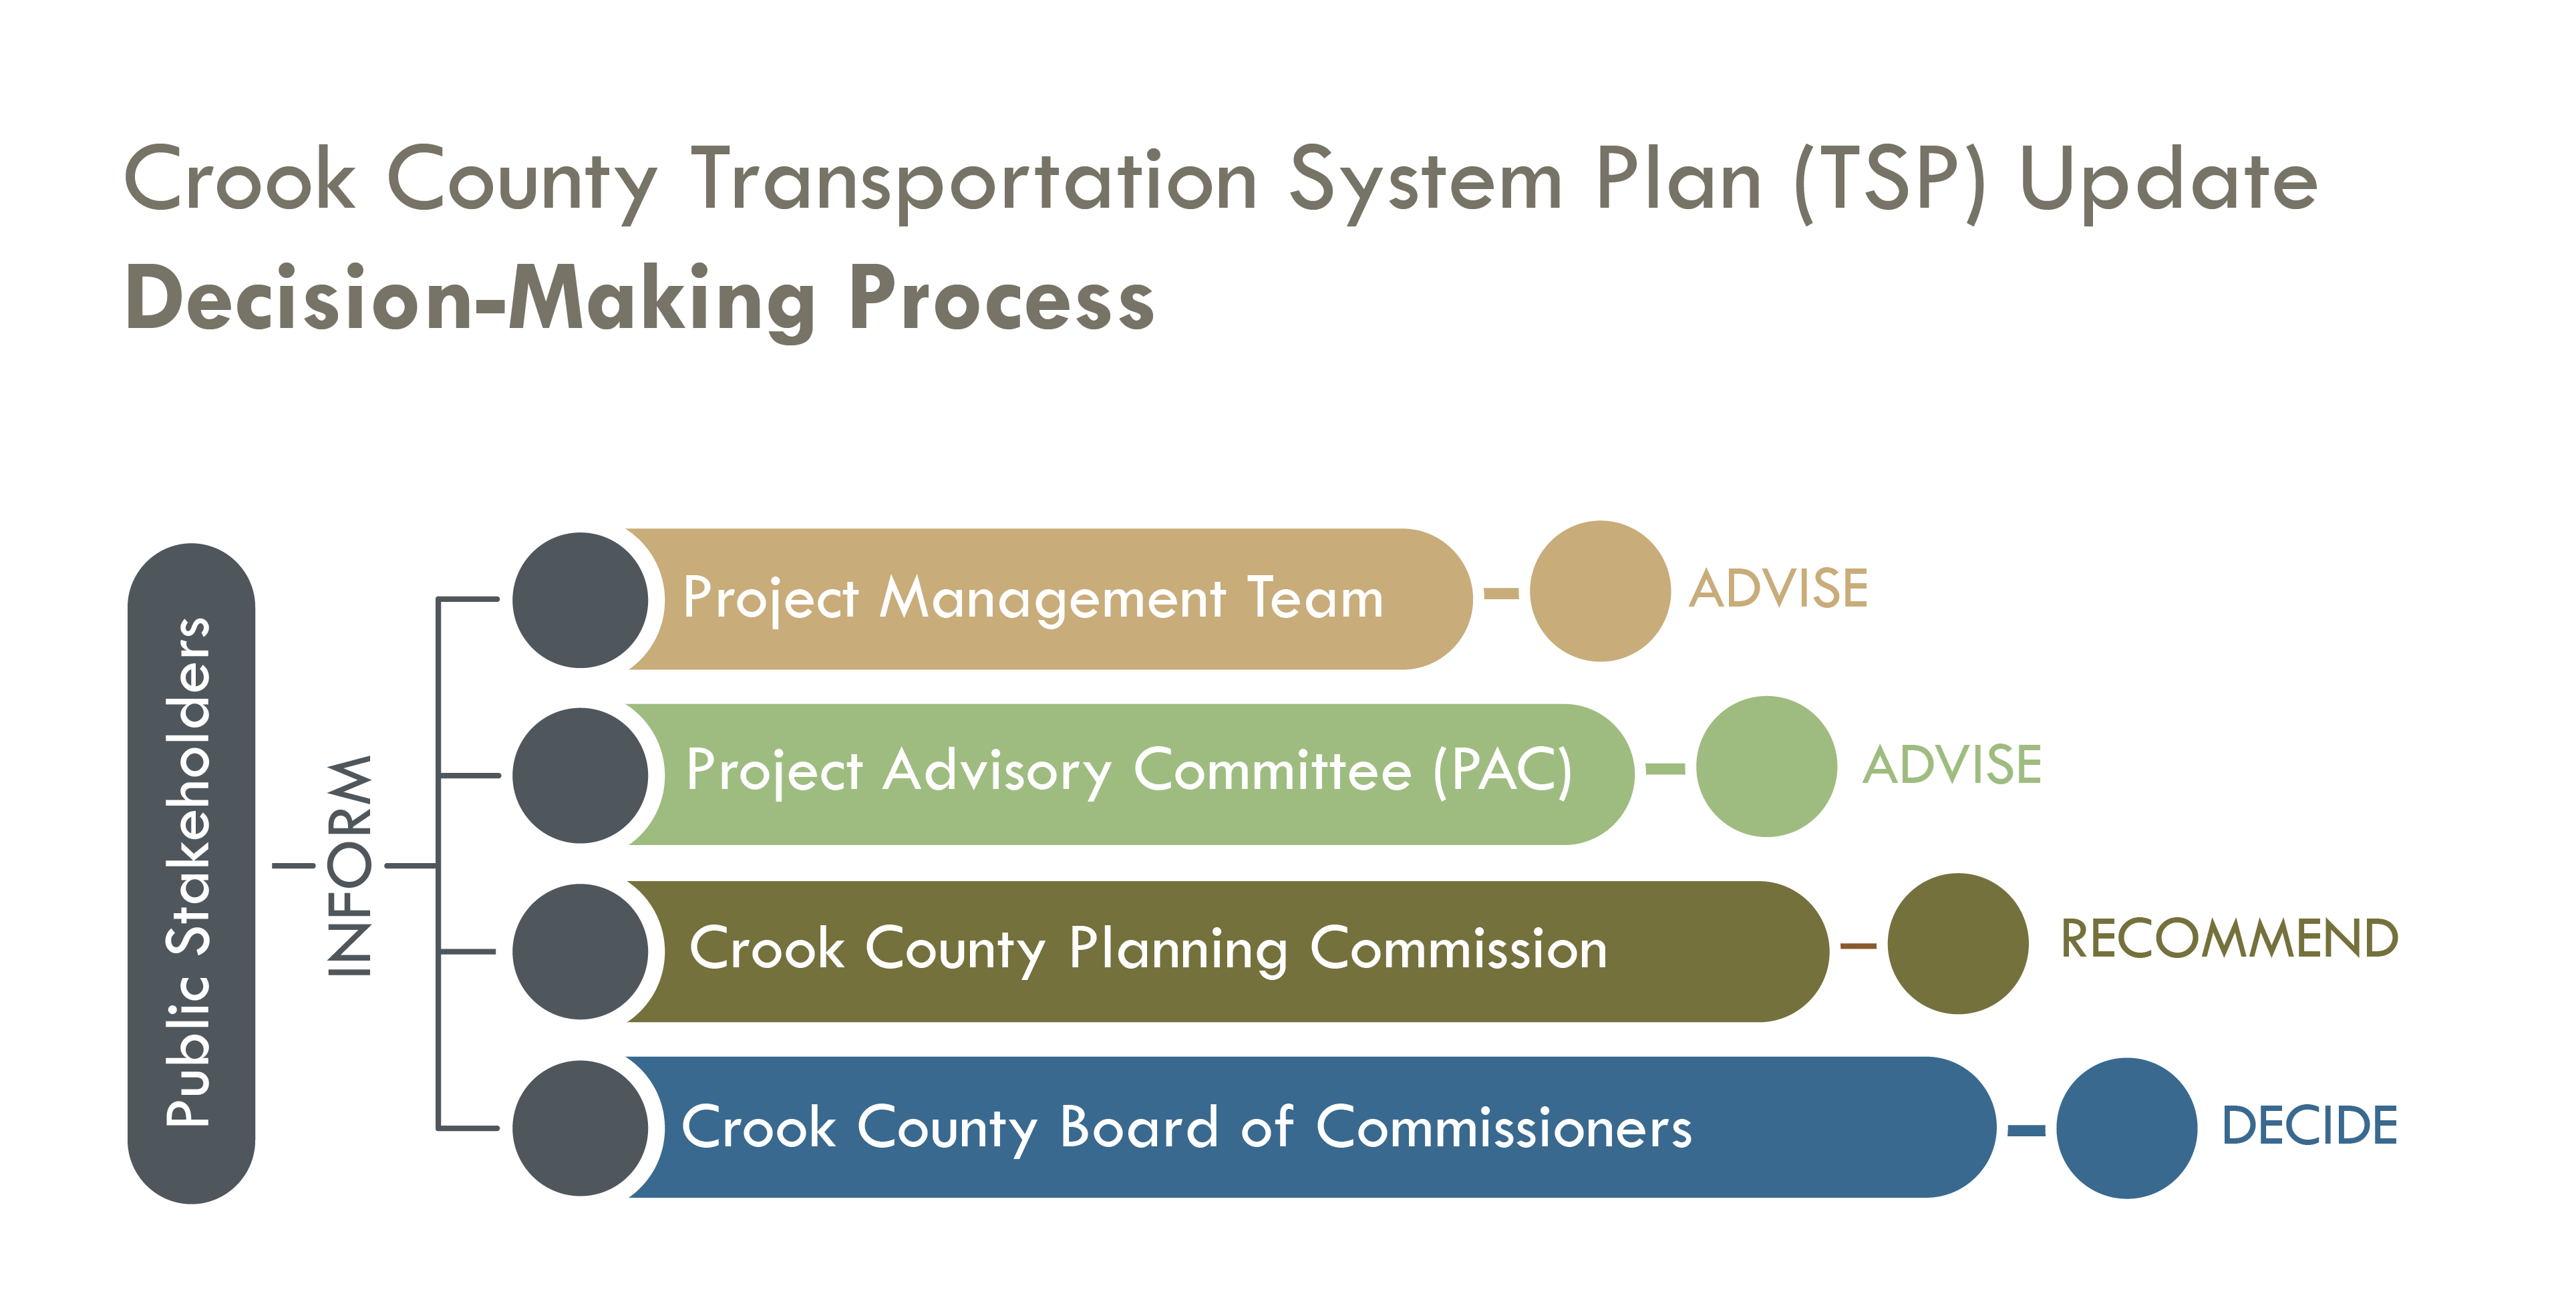 Crook County Transportation System Plan (TSP) Update
Decision-Making Process
Public Stakeholders
INFORM
Project Management Team
ADVISE
Project Advisory Committee (PAC)
ADVISE
Crook County Planning Commission
RECOMMEND
Crook County Board of Commissioners
DECIDE